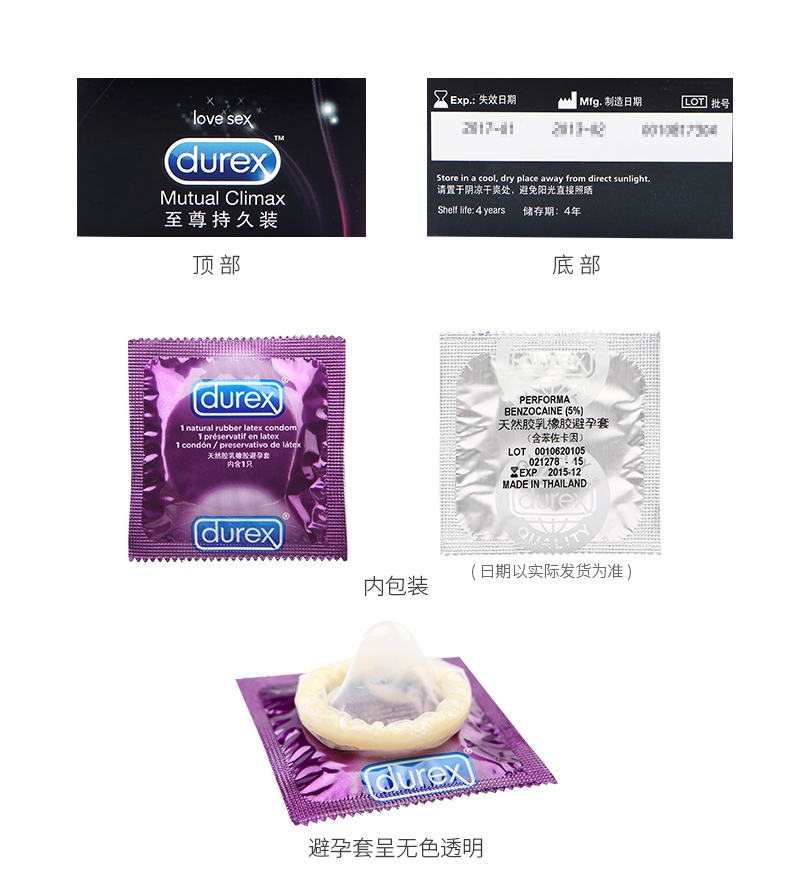 love sex
durex™
Mutual Climax
至尊持久装
顶部
Exp.: 失效日期
Mfg. 制造日期
LOT 批号
2017-01
2013-02
Store in a cool, dry place away from direct sunlight.
请置于阴凉干爽处，避免阳光直接照晒
Shelf life: 4 years 储存期：4年
底部
durex®
1 natural rubber latex condom
1 préservatif en latex
1 condón / preservativo de látex
天然胶乳橡胶避孕套
内含1只
durex®
PERFORMA
BENZOCAINE (5%)
天然胶乳橡胶避孕套
（含苯佐卡因）
LOT 0010620105
021278 - 15
EXP 2015-12
MADE IN THAILAND
durex
QUALITY
内包装
(日期以实际发货为准)
durex
避孕套呈无色透明